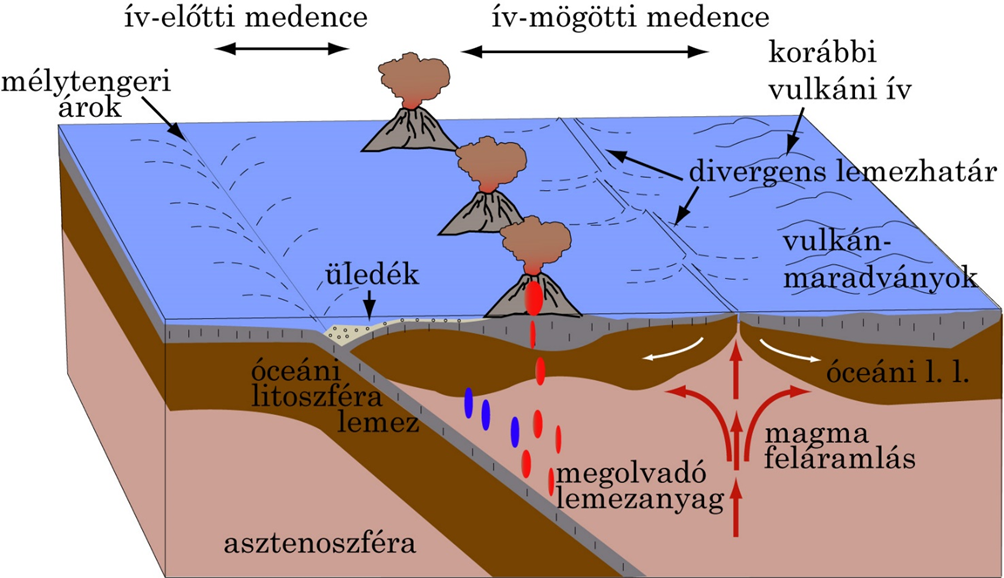 ív-előtti medence
ív-mögötti medence
mélytengeri
árok
korábbi
vulkáni ív
divergens lemezhatár
vulkán-
maradványok
üledék
óceáni
litoszféra
lemez
óceáni l. l.
magma
feláramlás
megolvadó
lemezanyag
asztenoszféra